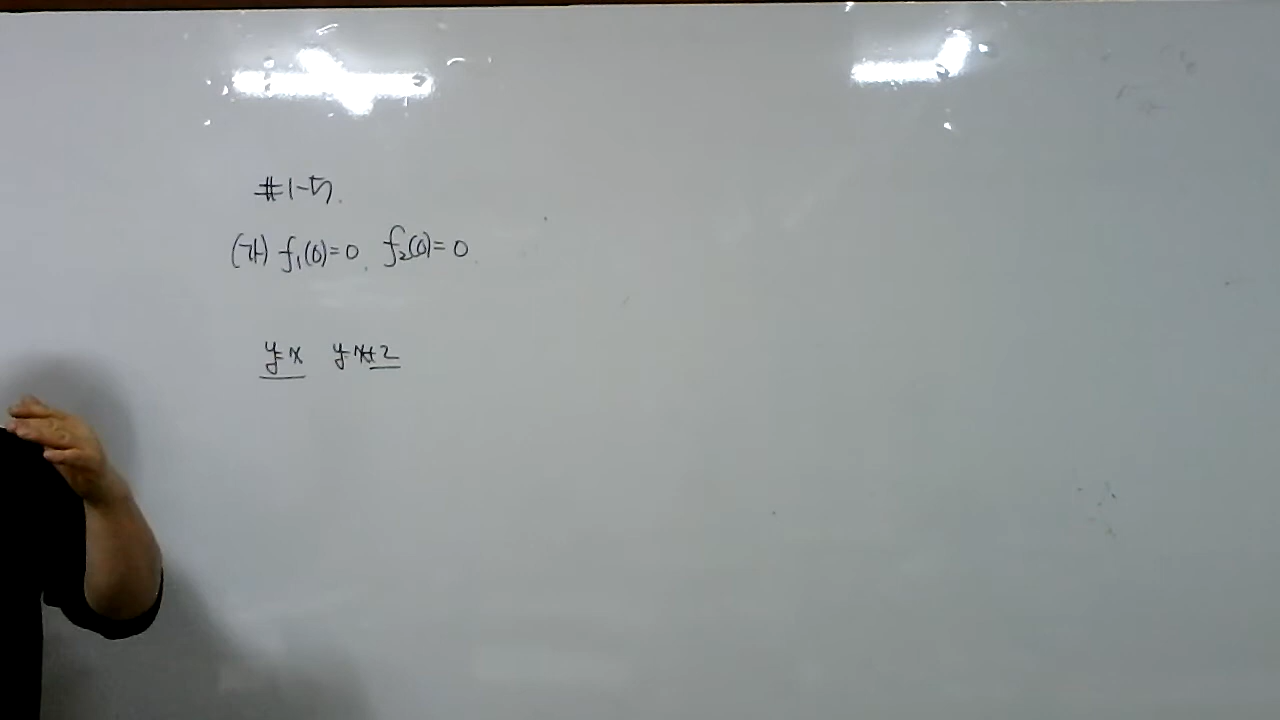 #1-5).
(가) f₁(0)=0, f₂(0)=0
y=x y=x+2